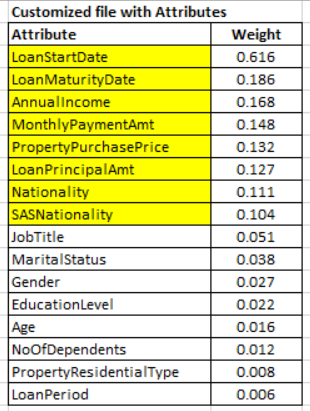 Customized file with Attributes
Attribute Weight
LoanStartDate 0.616
LoanMaturityDate 0.186
AnnualIncome 0.168
MonthlyPaymentAmt 0.148
PropertyPurchasePrice 0.132
LoanPrincipalAmt 0.127
Nationality 0.111
SASNationality 0.104
JobTitle 0.051
MaritalStatus 0.038
Gender 0.027
EducationLevel 0.022
Age 0.016
NoOfDependents 0.012
PropertyResidentialType 0.008
LoanPeriod 0.006